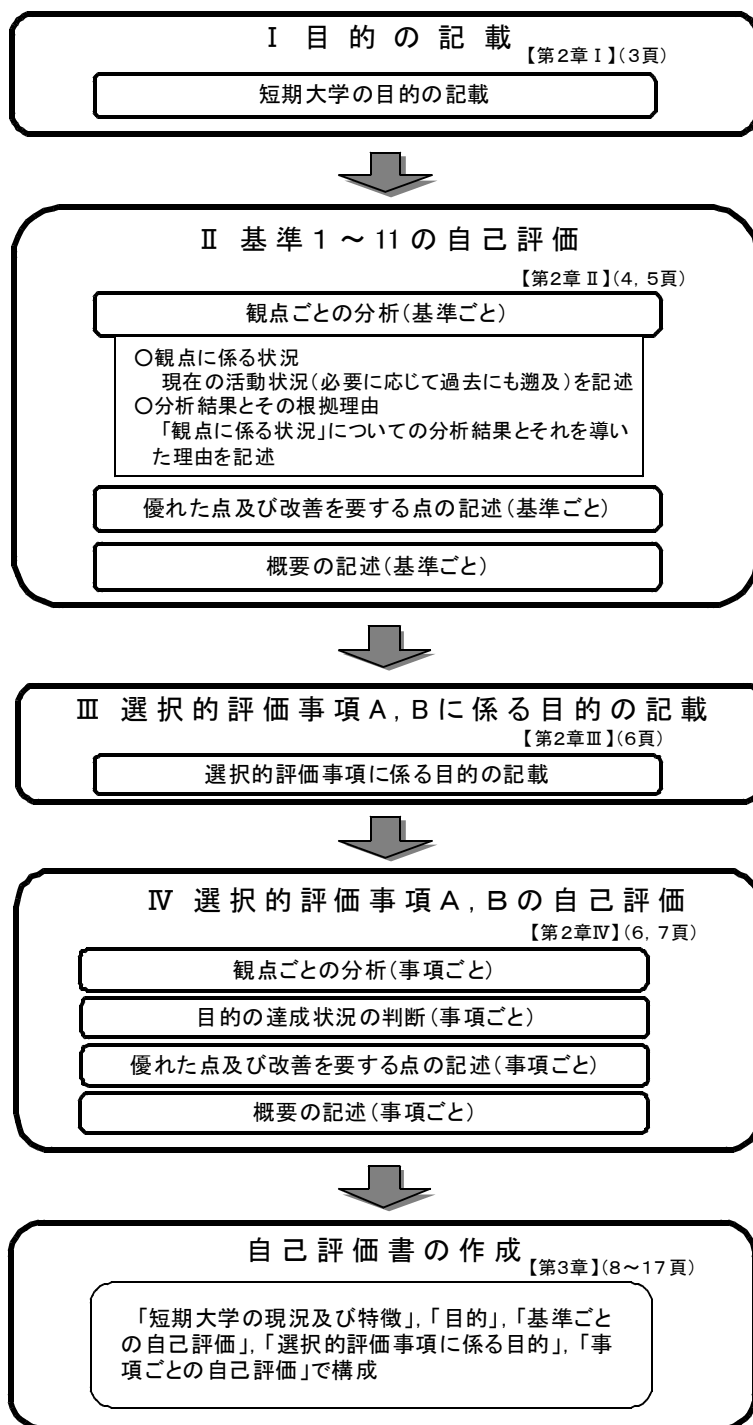 Ⅰ 目的の記載
【第2章Ⅰ】(3頁)
短期大学の目的の記載
Ⅱ 基準1～11の自己評価
【第2章Ⅱ】(4, 5頁)
観点ごとの分析(基準ごと)
○観点に係る状況
現在の活動状況(必要に応じて過去にも遡及)を記述
○分析結果とその根拠理由
「観点に係る状況」についての分析結果とそれを導い
た理由を記述
優れた点及び改善を要する点の記述(基準ごと)
概要の記述(基準ごと)
Ⅲ 選択的評価事項A, Bに係る目的の記載
【第2章Ⅲ】(6頁)
選択的評価事項に係る目的の記載
Ⅳ 選択的評価事項A, Bの自己評価
【第2章Ⅳ】(6, 7頁)
観点ごとの分析(事項ごと)
目的の達成状況の判断(事項ごと)
優れた点及び改善を要する点の記述(事項ごと)
概要の記述(事項ごと)
自己評価書の作成
【第3章】(8～17頁)
「短期大学の現況及び特徴」, 「目的」, 「基準ごと
の自己評価」, 「選択的評価事項に係る目的」, 「事
項ごとの自己評価」で構成